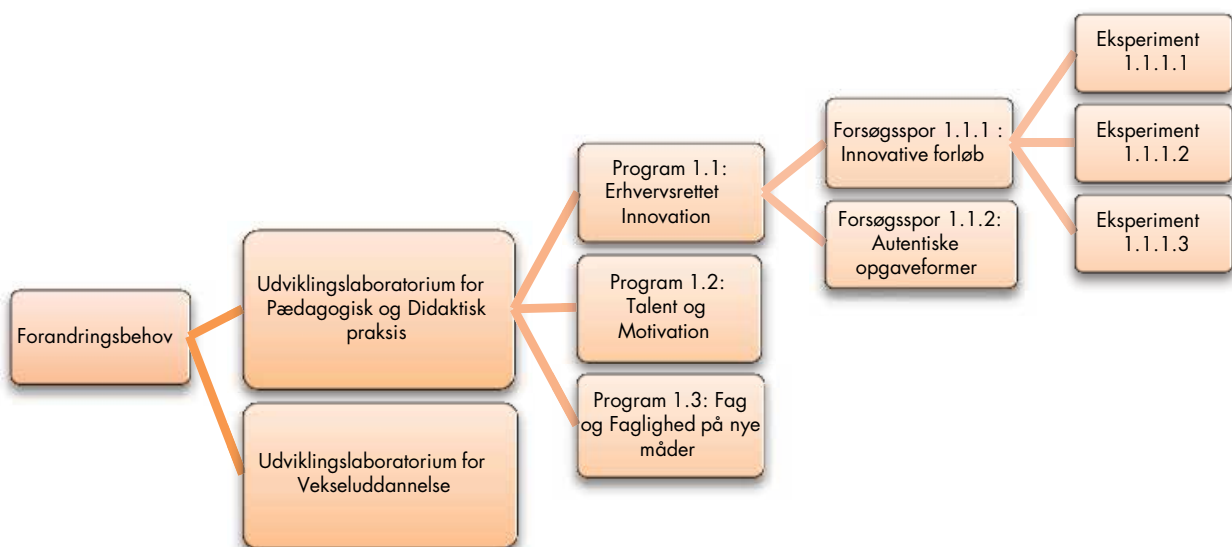 Forandringsbehov
Udviklingslaboratorium for
Pædagogisk og Didaktisk
praksis
Udviklingslaboratorium for
Vekseluddannelse
Program 1.1:
Erhvervsrettet
Innovation
Program 1.2:
Talent og
Motivation
Program 1.3: Fag
og Faglighed på nye
måder
Forsøgsspor 1.1.1 :
Innovative forløb
Forsøgsspor 1.1.2:
Autentiske
opgaveformer
Eksperiment
1.1.1.1
Eksperiment
1.1.1.2
Eksperiment
1.1.1.3